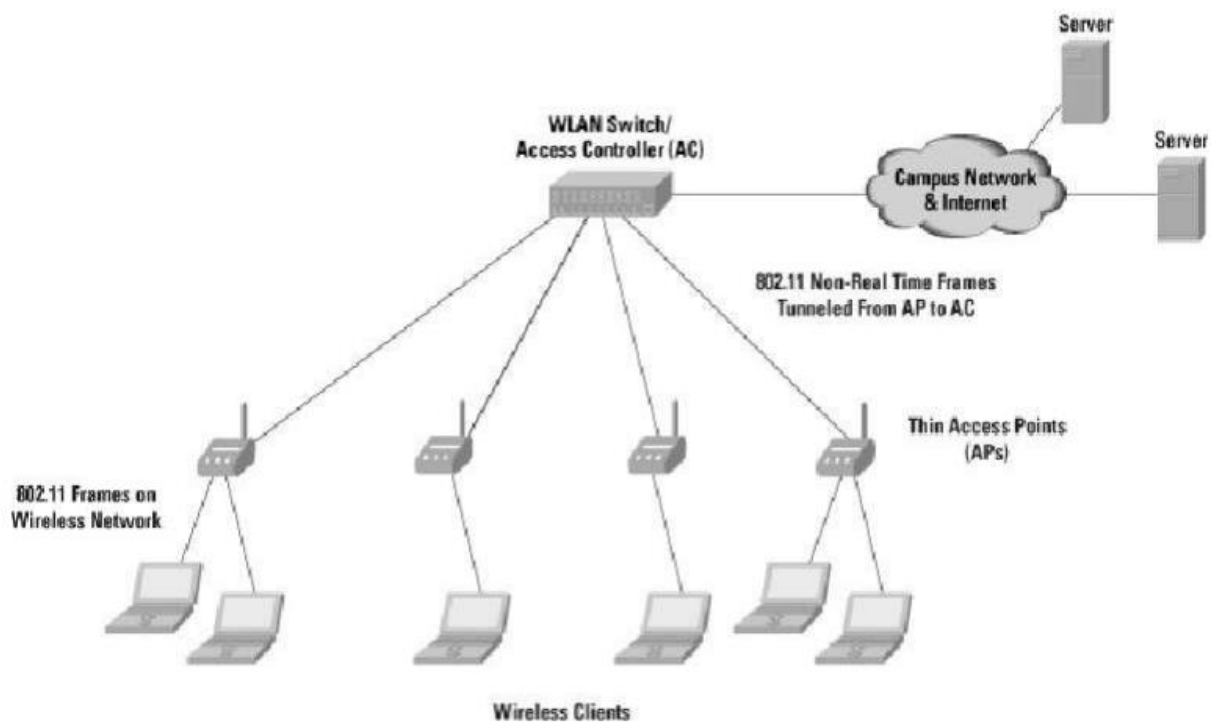 Server
WLAN Switch/
Access Controller (AC)
Server
Campus Network
& Internet
802.11 Non-Real Time Frames
Tunneled From AP to AC
Thin Access Points
(APs)
802.11 Frames on
Wireless Network
Wireless Clients